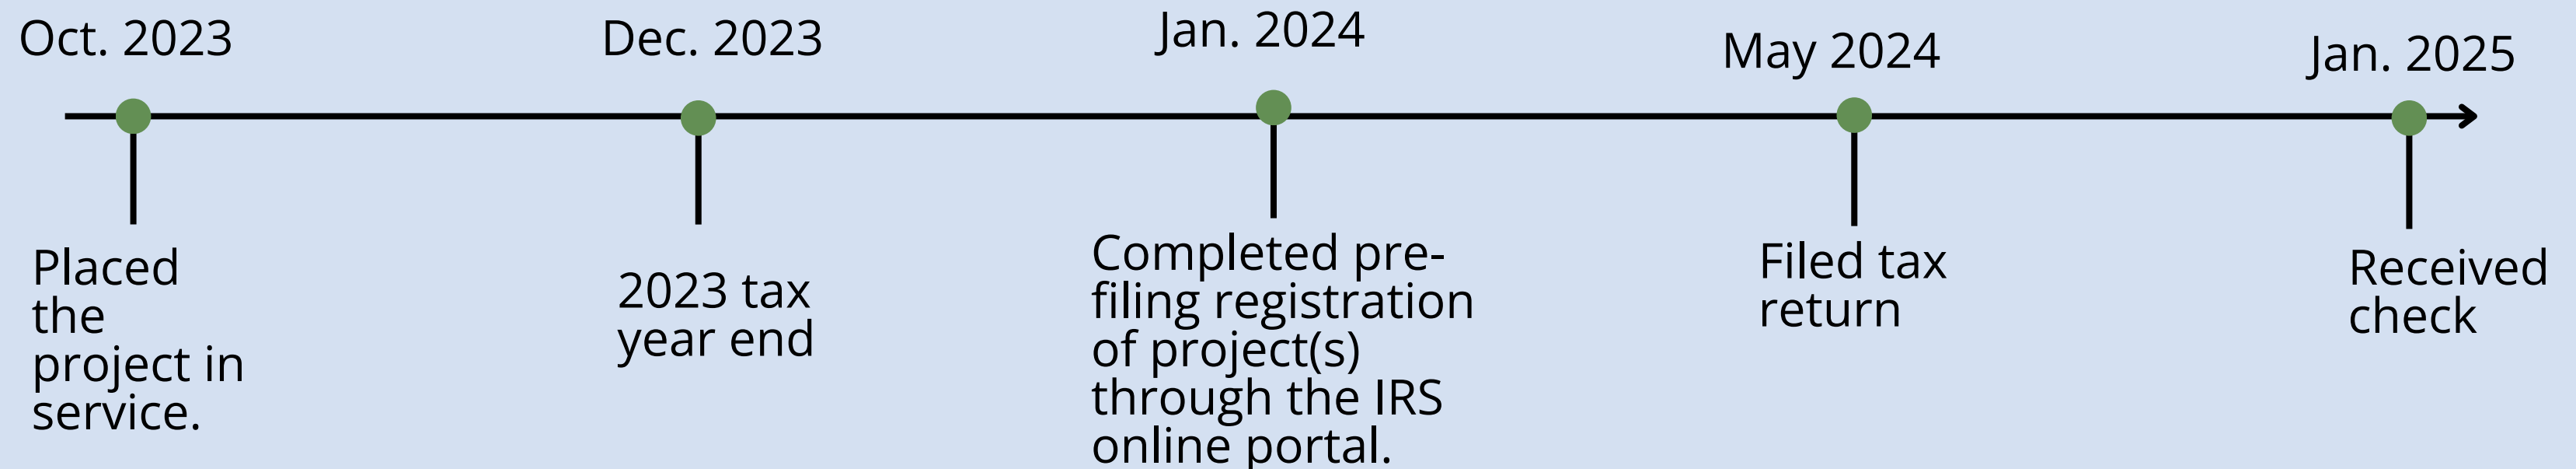 Oct. 2023
Placed
the
project in
service.
Dec. 2023
2023 tax
year end
Jan. 2024
Completed pre-
filing registration
of project(s)
through the IRS
online portal.
May 2024
Filed tax
return
Jan. 2025
Received
check